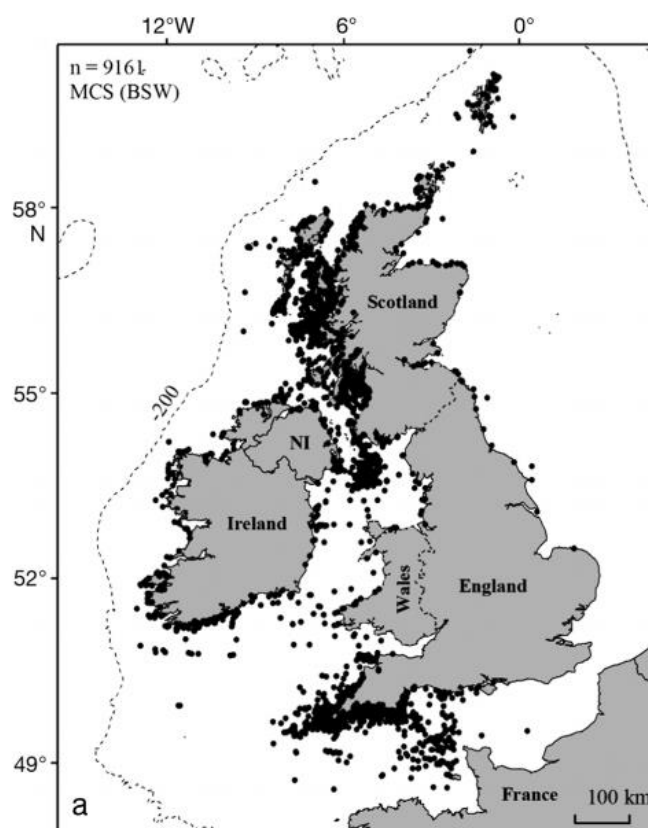 12°W 6° 0°
n = 9161
MCS (BSW)
58°
N
Scotland
55°
200
NI
Ireland
Wales
England
52°
49°
a
France
100 km